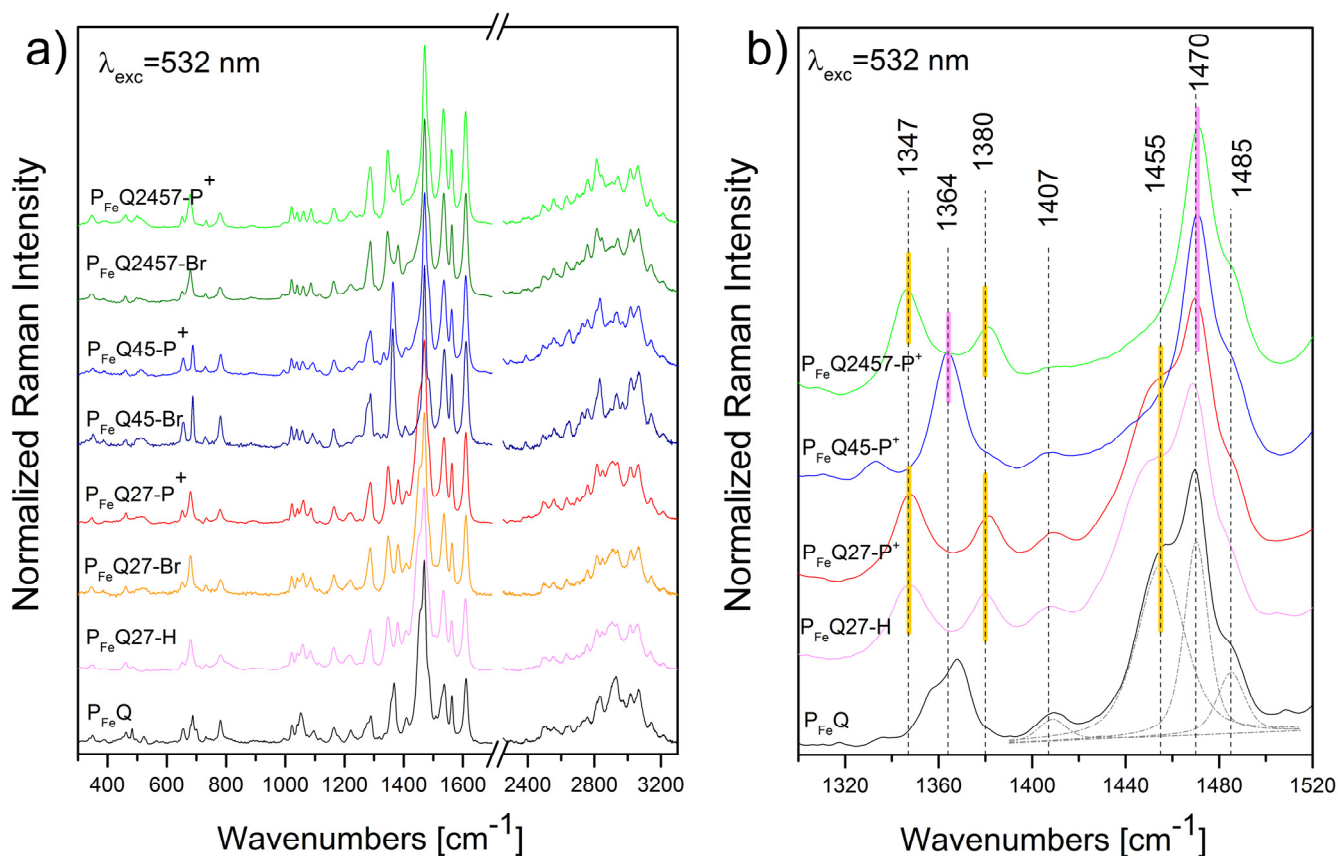 a)
λexc=532 nm
PFeQ2457-P+
PFeQ2457-Br
PFeQ45-P+
PFeQ45-Br
PFeQ27-P+
PFeQ27-Br
PFeQ27-H
PFeQ
Normalized Raman Intensity
400 800 1200 1400 1600 2400 2800 3200
Wavenumbers [cm-1]
b)
λexc=532 nm
1347
1364
1380
1407
1455
1470
1485
PFeQ2457-P+
PFeQ45-P+
PFeQ27-P+
PFeQ27-H
PFeQ
Normalized Raman Intensity
1320 1360 1400 1440 1480 1520
Wavenumbers [cm-1]